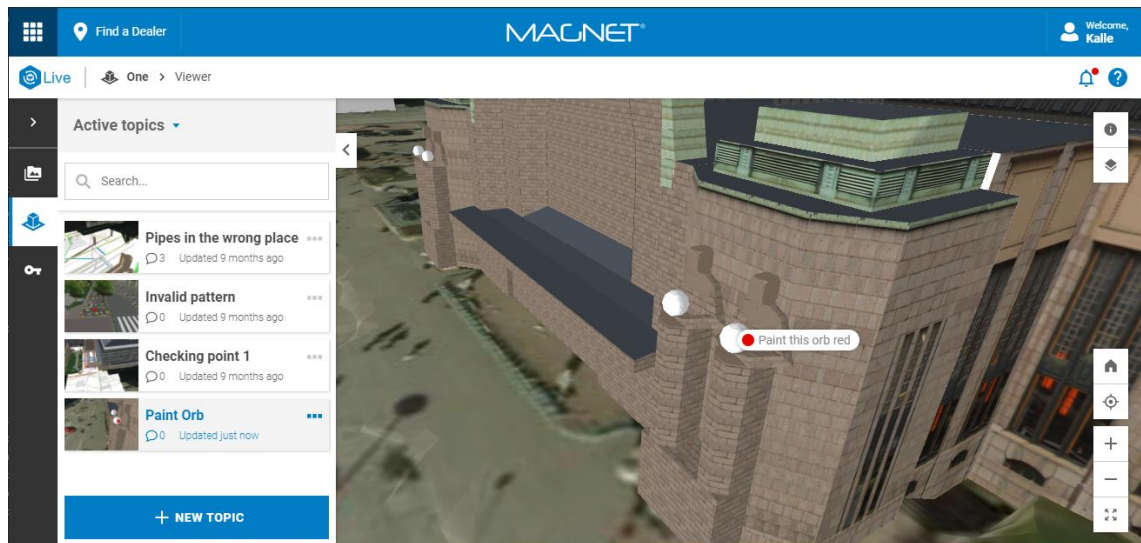 Find a Dealer
MAGNET®
Welcome,
Kalle
Live
One > Viewer
Active topics
Search...
Pipes in the wrong place
3 Updated 9 months ago
Invalid pattern
0 Updated 9 months ago
Checking point 1
0 Updated 9 months ago
Paint Orb
0 Updated just now
+ NEW TOPIC
Paint this orb red